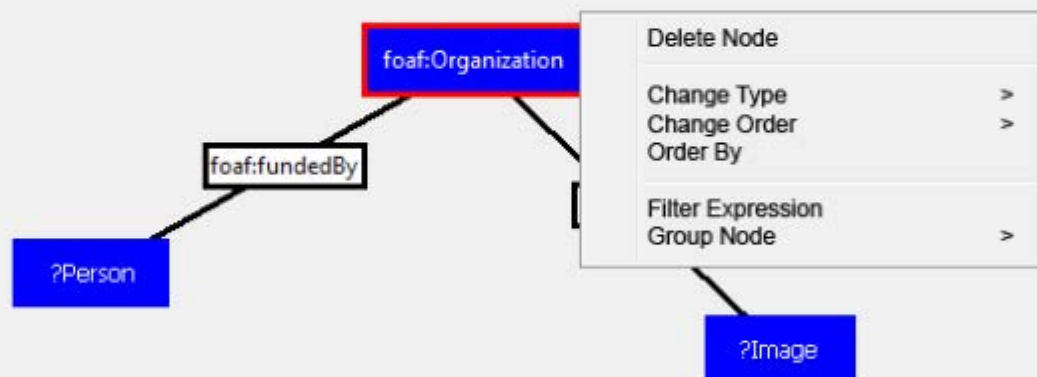 foaf:Organization
Delete Node
Change Type >
Change Order >
Order By
Filter Expression
Group Node >
foaf:fundedBy
?Person
?Image